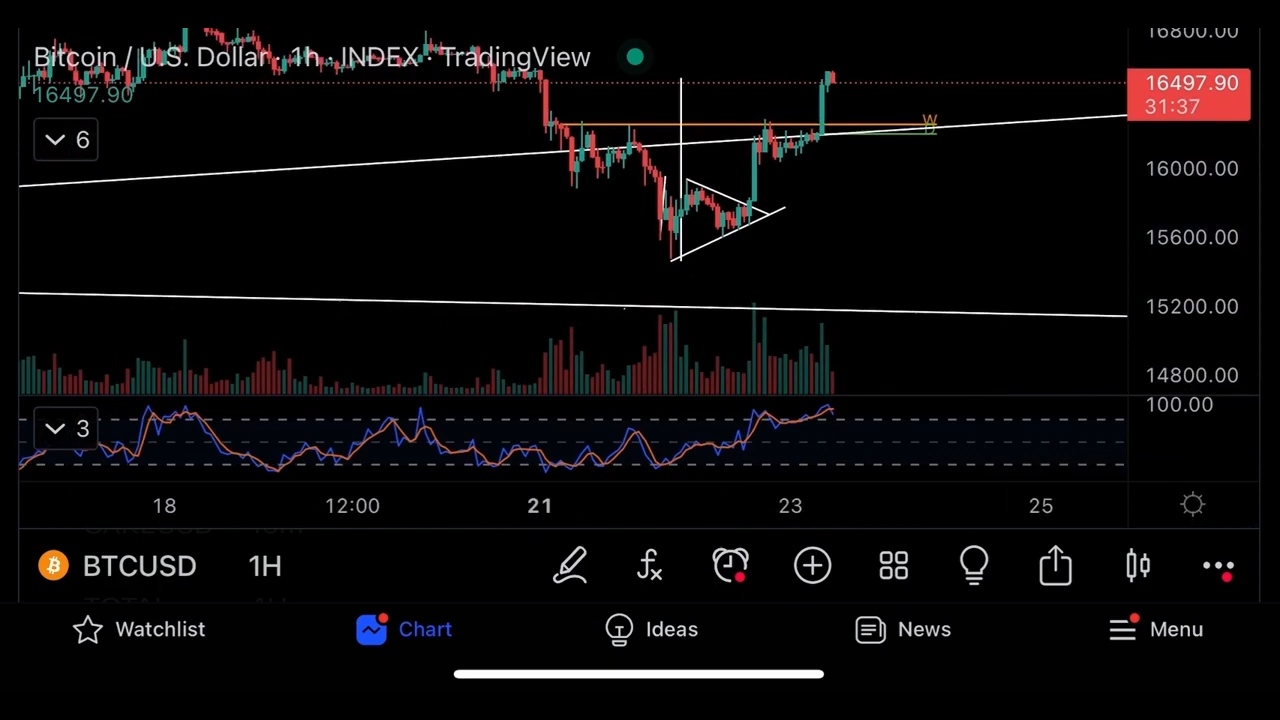 Bitcoin / U.S. Dollar · 1h · INDEX · TradingView
16800.00
16497.90
16497.90
31:37
6
W
D
16000.00
15600.00
15200.00
14800.00
100.00
3
18 12:00 21 23 25
BTCUSD 1H
Watchlist Chart Ideas News Menu